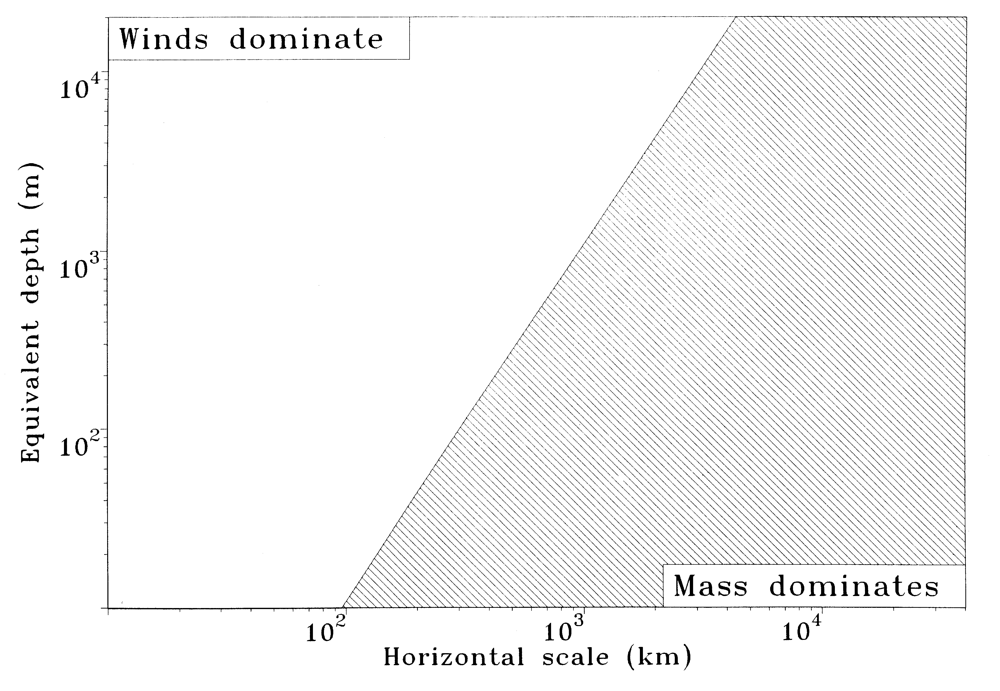 Winds dominate
10^4
10^3
10^2
Equivalent depth (m)
Mass dominates
10^2 10^3 10^4
Horizontal scale (km)